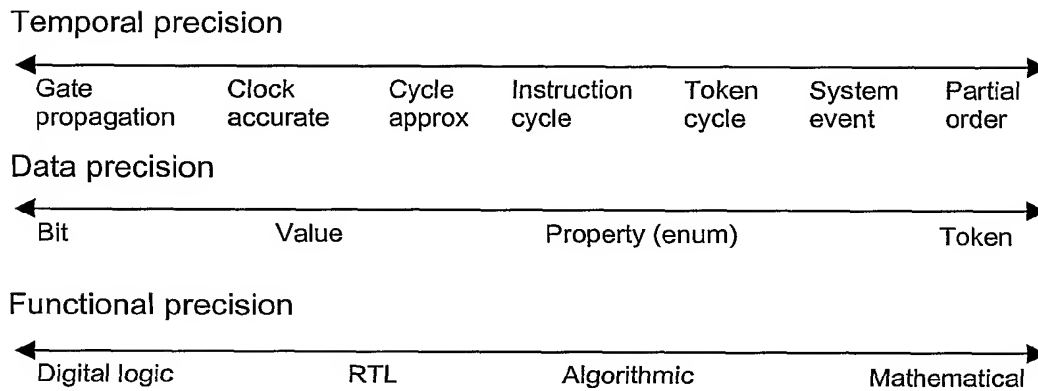 Temporal precision
Gate Clock Cycle Instruction Token System Partial
propagation accurate approx cycle cycle event order
Data precision
Bit Value Property (enum) Token
Functional precision
Digital logic RTL Algorithmic Mathematical